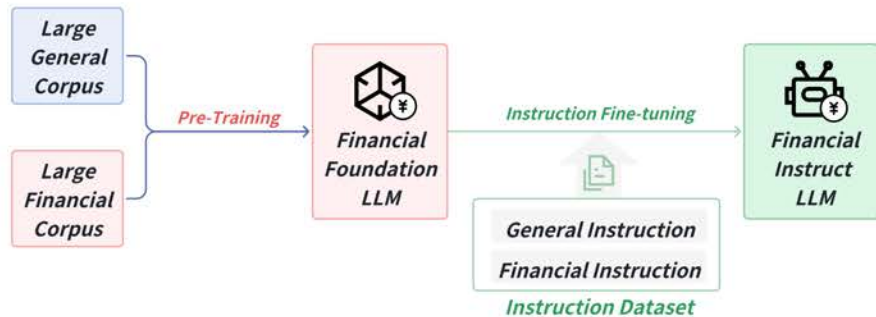 Large
General
Corpus
Large
Financial
Corpus
Pre-Training
¥
Financial
Foundation
LLM
Instruction Fine-tuning
General Instruction
Financial Instruction
Instruction Dataset
¥
Financial
Instruct
LLM